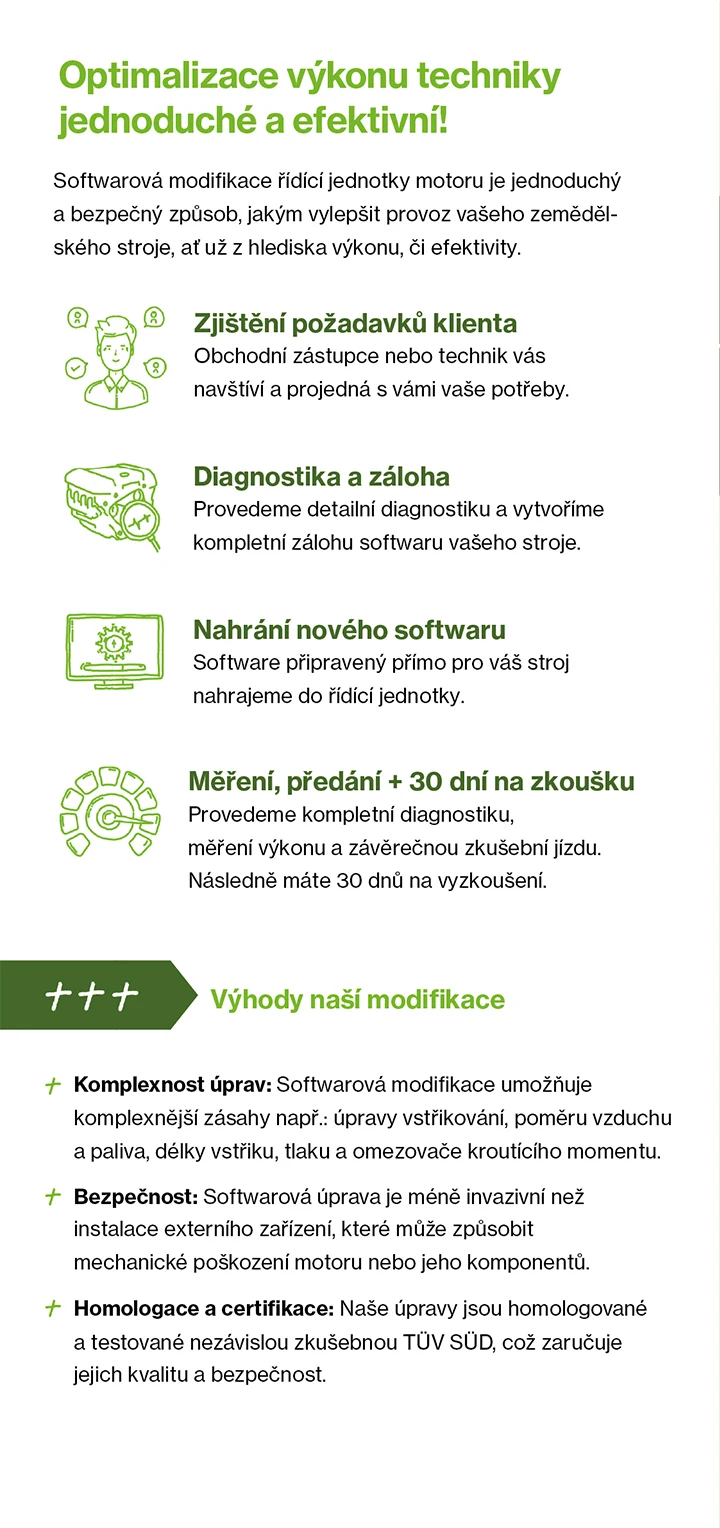 Optimalizace výkonu techniky
jednoduché a efektivní!
Softwarová modifikace řídící jednotky motoru je jednoduchý
a bezpečný způsob, jakým vylepšit provoz vašeho zeměděl-
ského stroje, ať už z hlediska výkonu, či efektivity.
Zjištění požadavků klienta
Obchodní zástupce nebo technik vás
navštíví a projedná s vámi vaše potřeby.
Diagnostika a záloha
Provedeme detailní diagnostiku a vytvoříme
kompletní zálohu softwaru vašeho stroje.
Nahrání nového softwaru
Software připravený přímo pro váš stroj
nahrajeme do řídící jednotky.
Měření, předání + 30 dní na zkoušku
Provedeme kompletní diagnostiku,
měření výkonu a závěrečnou zkušební jízdu.
Následně máte 30 dnů na vyzkoušení.
+++ Výhody naší modifikace
+ Komplexnost úprav: Softwarová modifikace umožňuje
komplexnější zásahy např.: úpravy vstřikování, poměru vzduchu
a paliva, délky vstřiku, tlaku a omezovače kroutícího momentu.
+ Bezpečnost: Softwarová úprava je méně invazivní než
instalace externího zařízení, které může způsobit
mechanické poškození motoru nebo jeho komponentů.
+ Homologace a certifikace: Naše úpravy jsou homologované
a testované nezávislou zkušebnou TÜV SÜD, což zaručuje
jejich kvalitu a bezpečnost.